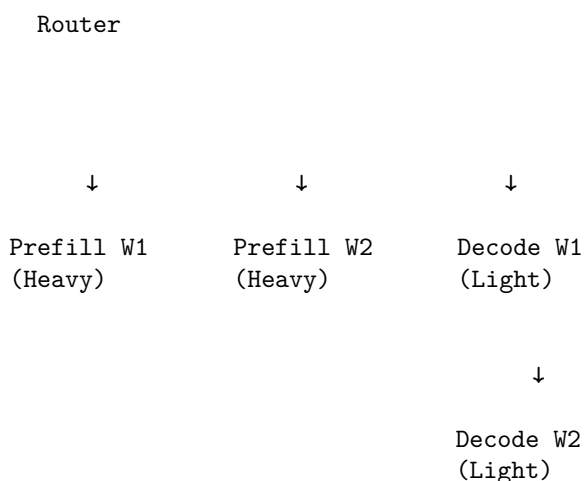 Router
↓ ↓ ↓
Prefill W1 Prefill W2 Decode W1
(Heavy) (Heavy) (Light)
↓
Decode W2
(Light)